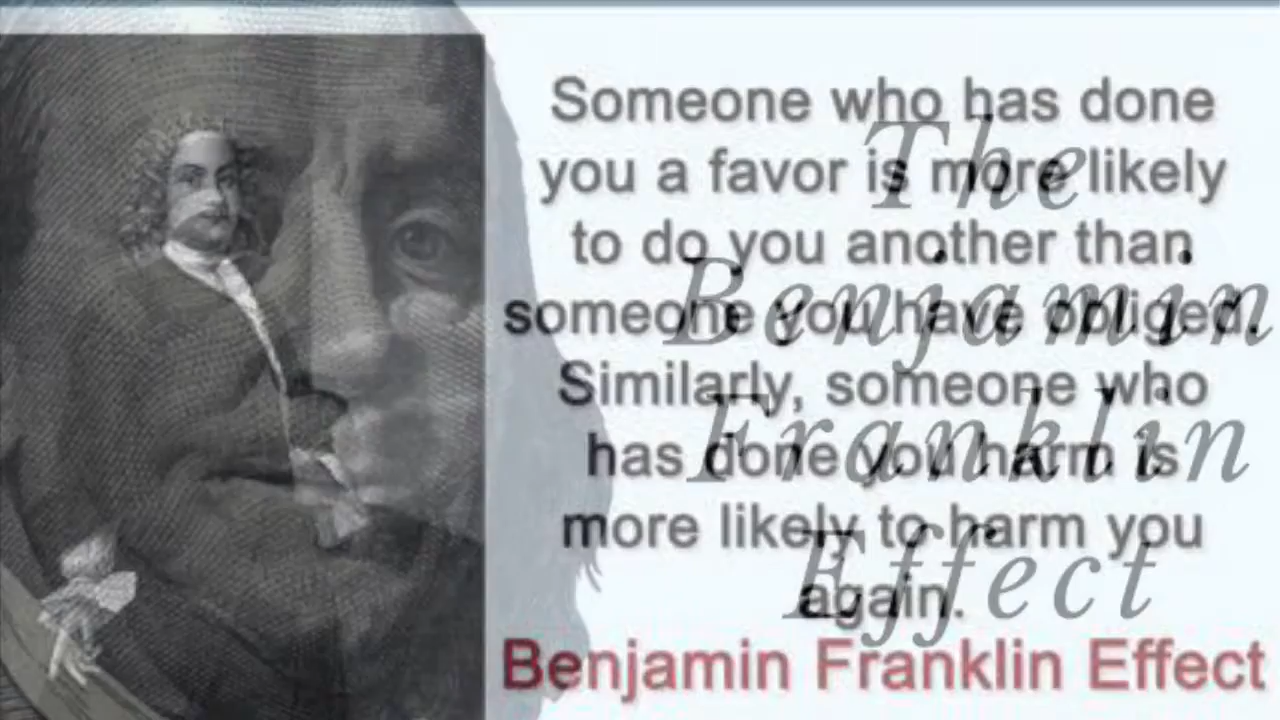 Someone who has done
you a favor is more likely
to do you another than
someone you have obliged.
Similarly, someone who
has done you harm is
more likely to harm you
again.
Benjamin Franklin Effect
The
Benjamin
Franklin
Effect